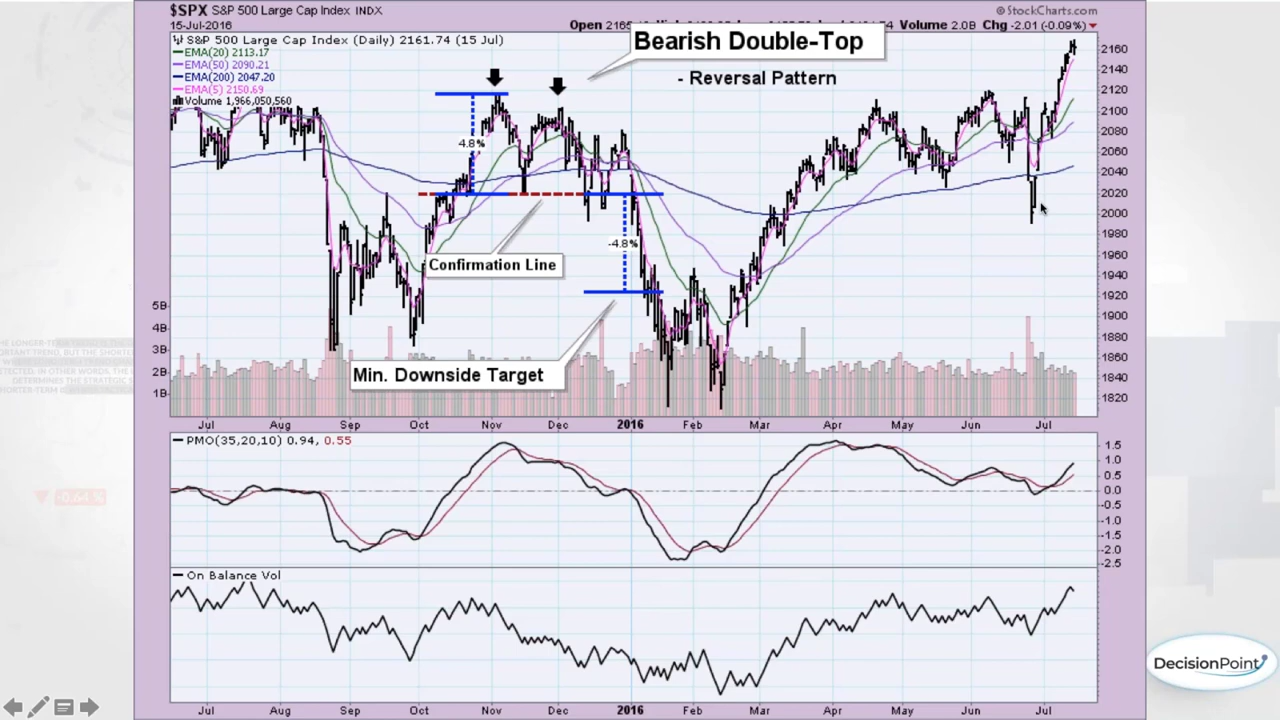 $SPX S&P 500 Large Cap Index INDX
© StockCharts.com
15-Jul-2016
Volume 2.0B Chg -2.01 (-0.09%)
S&P 500 Large Cap Index (Daily) 2161.74 (15 Jul)
EMA(20) 2113.17
EMA(50) 2090.21
EMA(200) 2047.20
EMA(5) 2150.69
Volume 1,966,050,560
Bearish Double-Top
- Reversal Pattern
4.8%
-4.8%
Confirmation Line
Min. Downside Target
2160
2140
2120
2100
2080
2060
2040
2020
2000
1980
1960
1940
1920
1900
1880
1860
1840
1820
5B
4B
3B
2B
1B
Jul Aug Sep Oct Nov Dec 2016 Feb Mar Apr May Jun Jul
PMO(35,20,10) 0.94, 0.55
1.5
1.0
0.5
0.0
-0.5
-1.0
-1.5
-2.0
-2.5
On Balance Vol
Jul Aug Sep Oct Nov Dec 2016 Feb Mar Apr May Jun Jul
-0.64 %
DecisionPoint